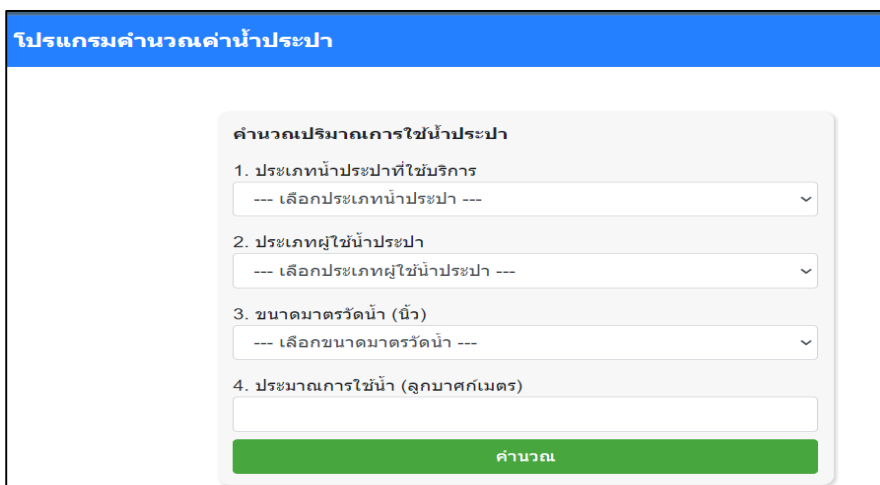 โปรแกรมคำนวณค่าน้ำประปา
คำนวณปริมาณการใช้น้ำประปา
1. ประเภทน้ำประปาที่ใช้บริการ
--- เลือกประเภทน้ำประปา ---
2. ประเภทผู้ใช้น้ำประปา
--- เลือกประเภทผู้ใช้น้ำประปา ---
3. ขนาดมาตรวัดน้ำ (นิ้ว)
--- เลือกขนาดมาตรวัดน้ำ ---
4. ประมาณการใช้น้ำ (ลูกบาศก์เมตร)
คำนวณ